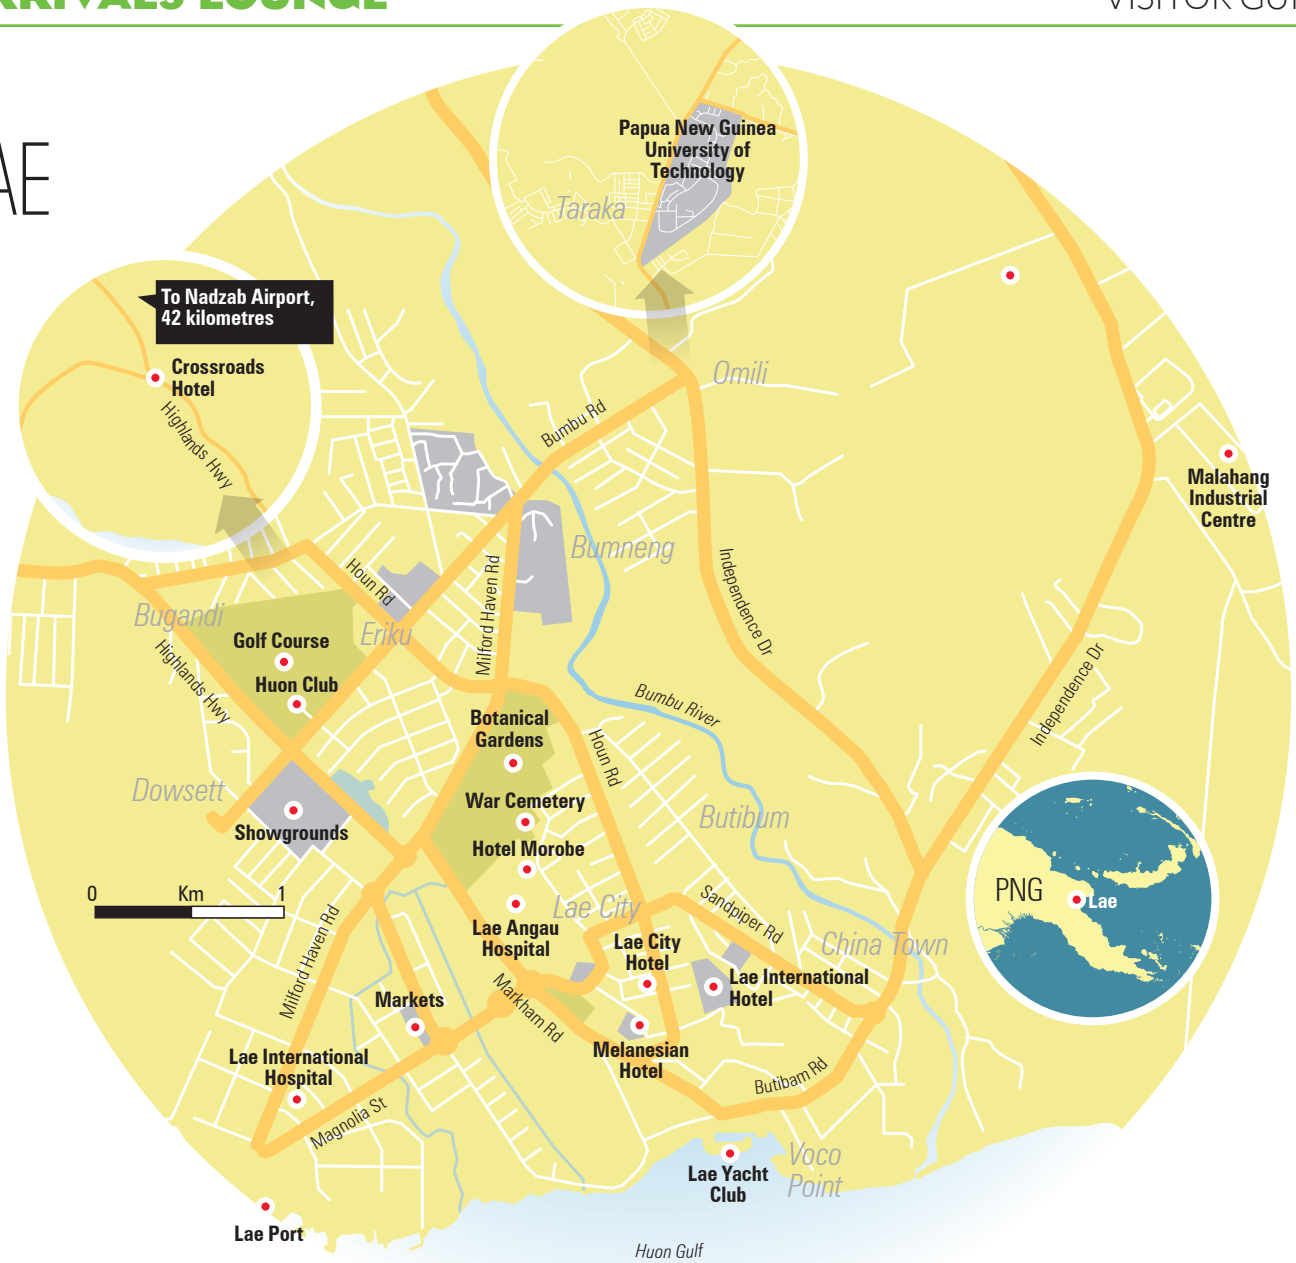 ARRIVALS LOUNGE
LAE
Papua New Guinea
University of
Technology
Taraka
To Nadzab Airport,
42 kilometres
Crossroads
Hotel
Highlands Hwy
Omili
Bumbu Rd
Malahang
Industrial
Centre
Bumneng
Houn Rd
Milford Haven Rd
Independence Dr
Bugandi
Eriku
Golf Course
Huon Club
Highlands Hwy
Independence Dr
Bumbu River
Botanical
Gardens
Houn Rd
Dowsett
Showgrounds
War Cemetery
Butibum
Hotel Morobe
0 Km 1
Lae City
Sandpiper Rd
PNG
Lae
Lae Angau
Hospital
Lae City
Hotel
China Town
Milford Haven Rd
Lae International
Hotel
Markets
Markham Rd
Melanesian
Hotel
Lae International
Hospital
Butibam Rd
Magnolia St
Voco
Point
Lae Yacht
Club
Lae Port
Huon Gulf